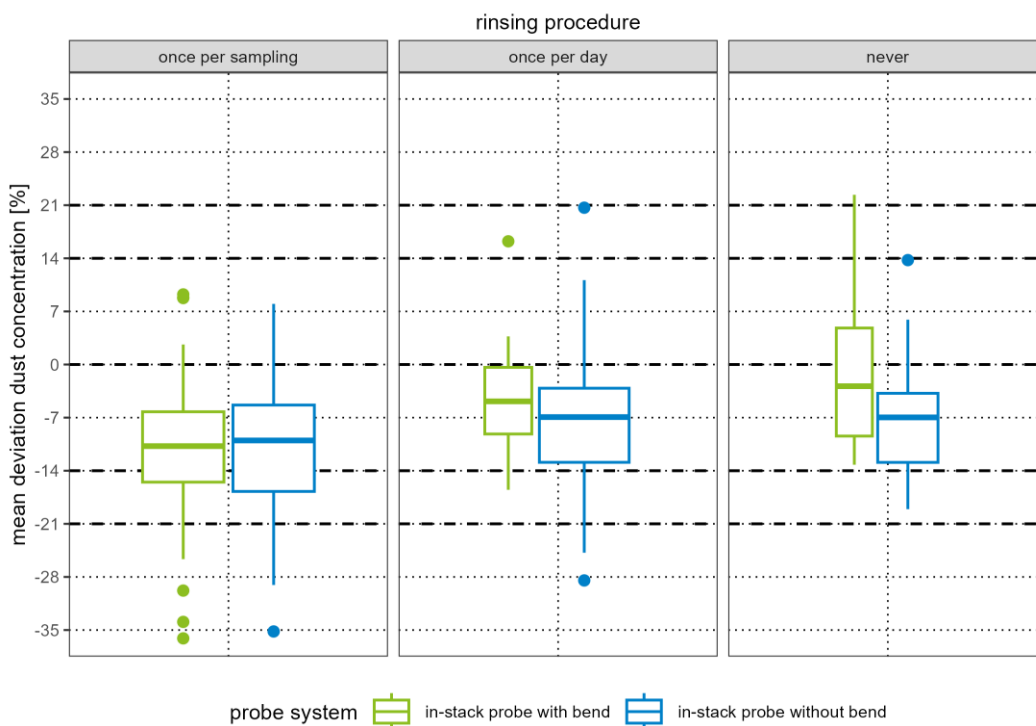 rinsing procedure
once per sampling
once per day
never
mean deviation dust concentration [%]
35
28
21
14
7
0
-7
-14
-21
-28
-35
probe system
in-stack probe with bend
in-stack probe without bend